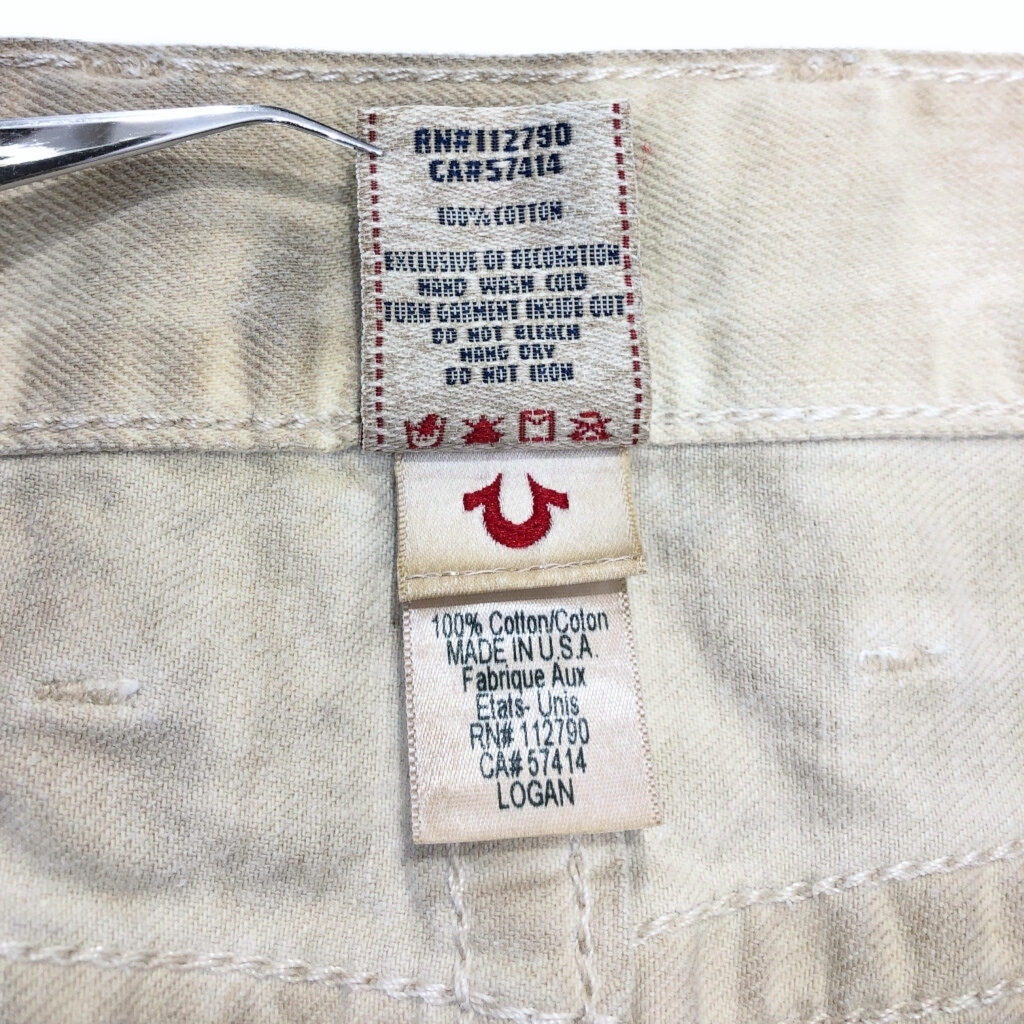 RN#112790
CA#57414
100% COTTON
EXCLUSIVE OF DECORATION
HAND WASH COLD
TURN GARMENT INSIDE OUT
DO NOT BLEACH
HANG DRY
DO NOT IRON
100% Cotton/Coton
MADE IN U.S.A.
Fabrique Aux
Etats- Unis
RN# 112790
CA# 57414
LOGAN